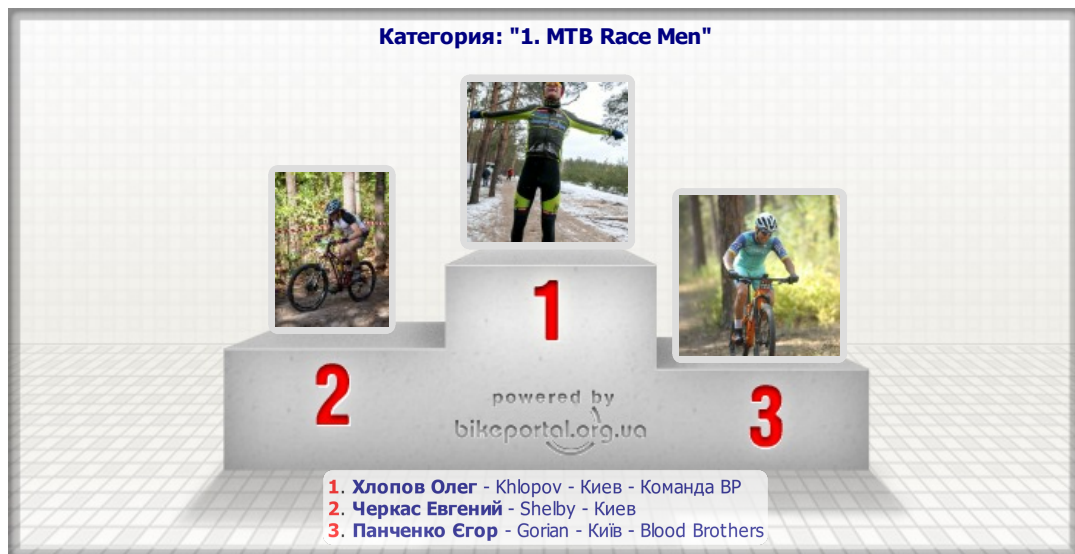 Категория: "1. MTB Race Men"
1
2
3
powered by
bikeportal.org.ua
1. Хлопов Олег - Khlopov - Киев - Команда ВР
2. Черкас Евгений - Shelby - Киев
3. Панченко Єгор - Gorian - Київ - Blood Brothers